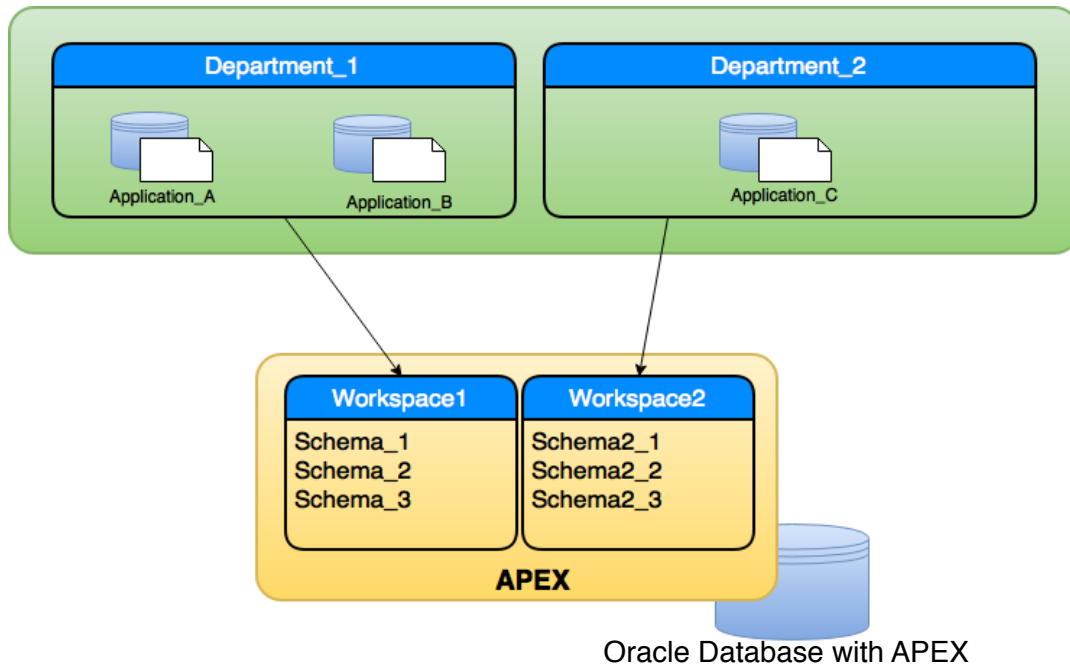 Department_1
Department_2
Application_A
Application_B
Application_C
Workspace1
Workspace2
Schema_1
Schema_2
Schema_3
Schema2_1
Schema2_2
Schema2_3
APEX
Oracle Database with APEX